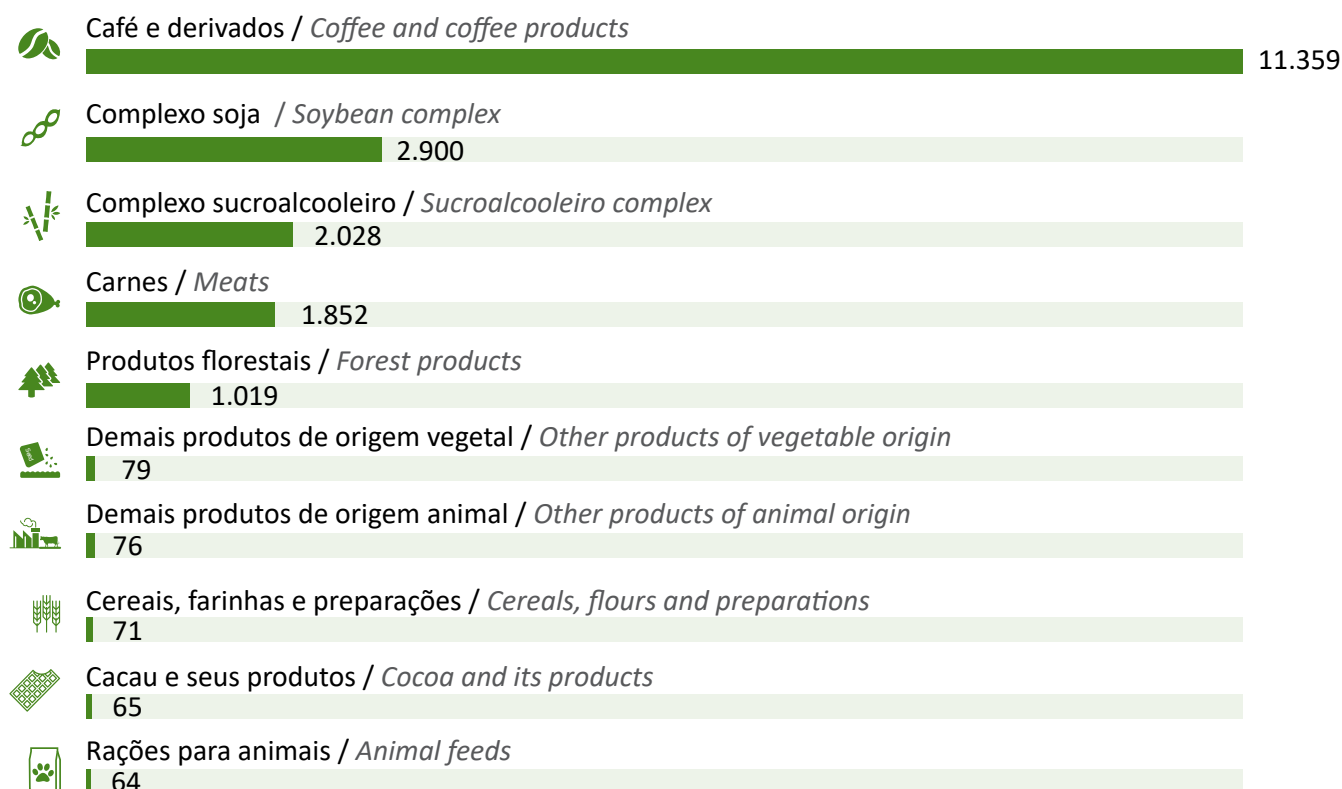 Café e derivados / Coffee and coffee products
11.359
Complexo soja / Soybean complex
2.900
Complexo sucroalcooleiro / Sucroalcooleiro complex
2.028
Carnes / Meats
1.852
Produtos florestais / Forest products
1.019
Demais produtos de origem vegetal / Other products of vegetable origin
79
Demais produtos de origem animal / Other products of animal origin
76
Cereais, farinhas e preparações / Cereals, flours and preparations
71
Cacau e seus produtos / Cocoa and its products
65
Rações para animais / Animal feeds
64